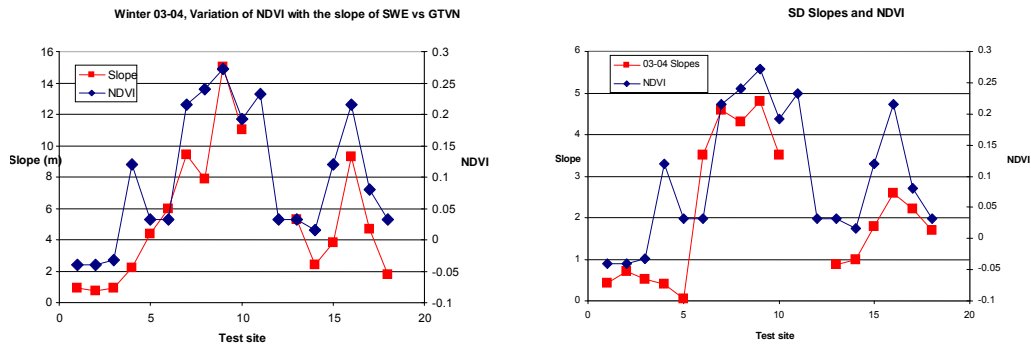 Winter 03-04, Variation of NDVI with the slope of SWE vs GTVN
16
14
12
10
8
6
4
2
0
Slope (m)
Slope
NDVI
0.3
0.25
0.2
0.15
0.1
0.05
0
-0.05
-0.1
NDVI
0 5 10 15 20
Test site
SD Slopes and NDVI
6
5
4
3
2
1
0
Slope
03-04 Slopes
NDVI
0.3
0.25
0.2
0.15
0.1
0.05
0
-0.05
-0.1
NDVI
0 5 10 15 20
Test site